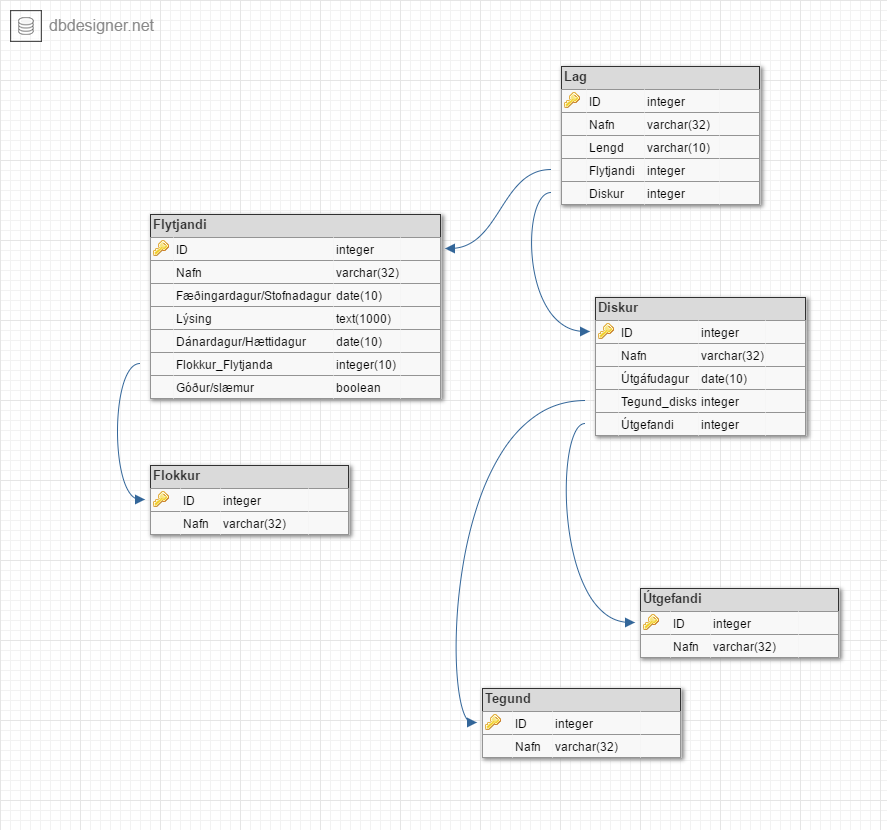 dbdesigner.net
Lag
ID integer
Nafn varchar(32)
Lengd varchar(10)
Flytjandi integer
Diskur integer
Flytjandi
ID integer
Nafn varchar(32)
Fæðingardagur/Stofnadagur date(10)
Lýsing text(1000)
Dánardagur/Hættidagur date(10)
Flokkur_Flytjanda integer(10)
Góður/slæmur boolean
Diskur
ID integer
Nafn varchar(32)
Útgáfudagur date(10)
Tegund_disks integer
Útgefandi integer
Flokkur
ID integer
Nafn varchar(32)
Útgefandi
ID integer
Nafn varchar(32)
Tegund
ID integer
Nafn varchar(32)